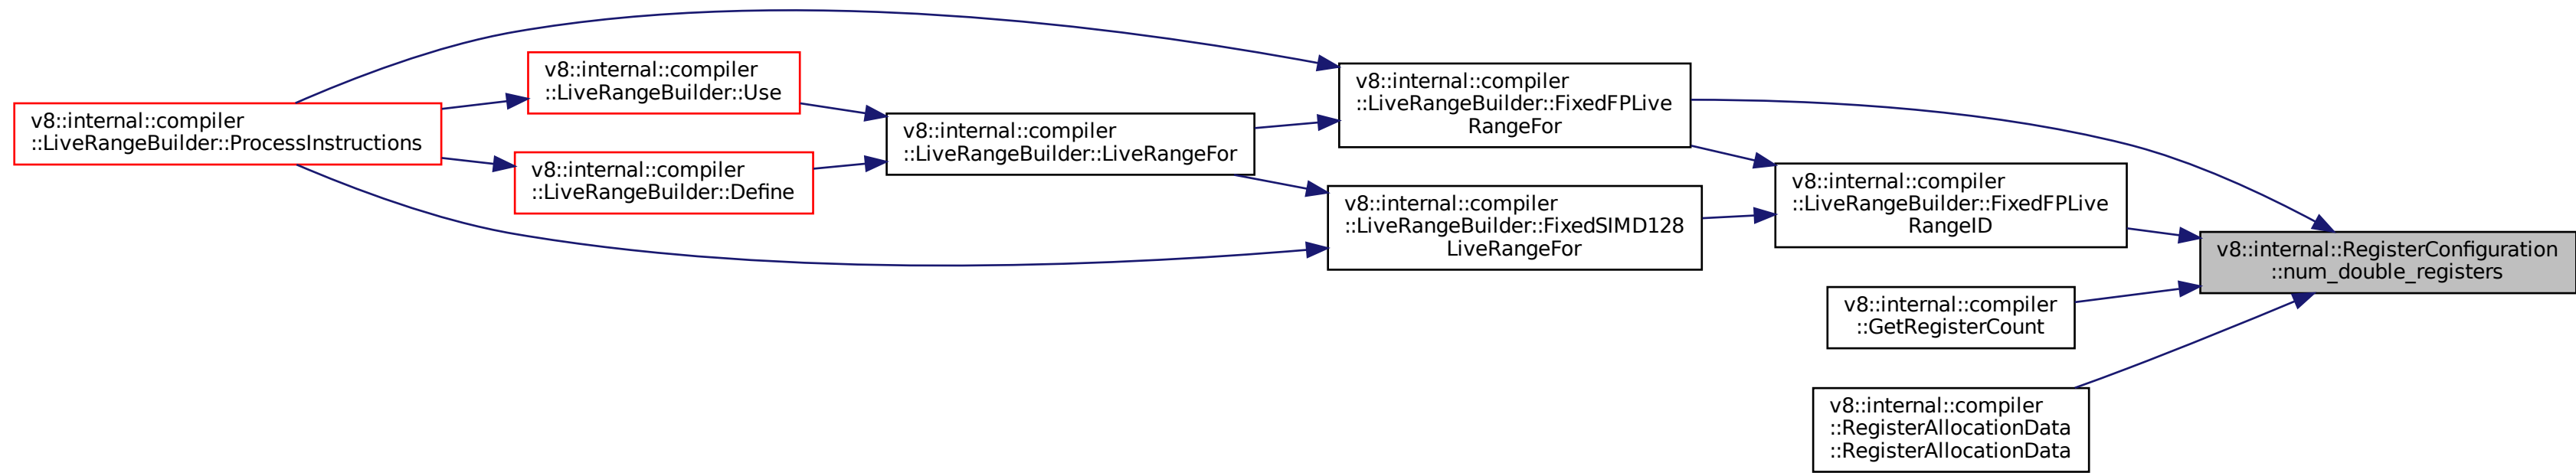 v8::internal::compiler
::LiveRangeBuilder::ProcessInstructions
v8::internal::compiler
::LiveRangeBuilder::Use
v8::internal::compiler
::LiveRangeBuilder::Define
v8::internal::compiler
::LiveRangeBuilder::LiveRangeFor
v8::internal::compiler
::LiveRangeBuilder::FixedFPLive
RangeFor
v8::internal::compiler
::LiveRangeBuilder::FixedSIMD128
LiveRangeFor
v8::internal::compiler
::LiveRangeBuilder::FixedFPLive
RangeID
v8::internal::compiler
::GetRegisterCount
v8::internal::compiler
::RegisterAllocationData
::RegisterAllocationData
v8::internal::RegisterConfiguration
::num_double_registers